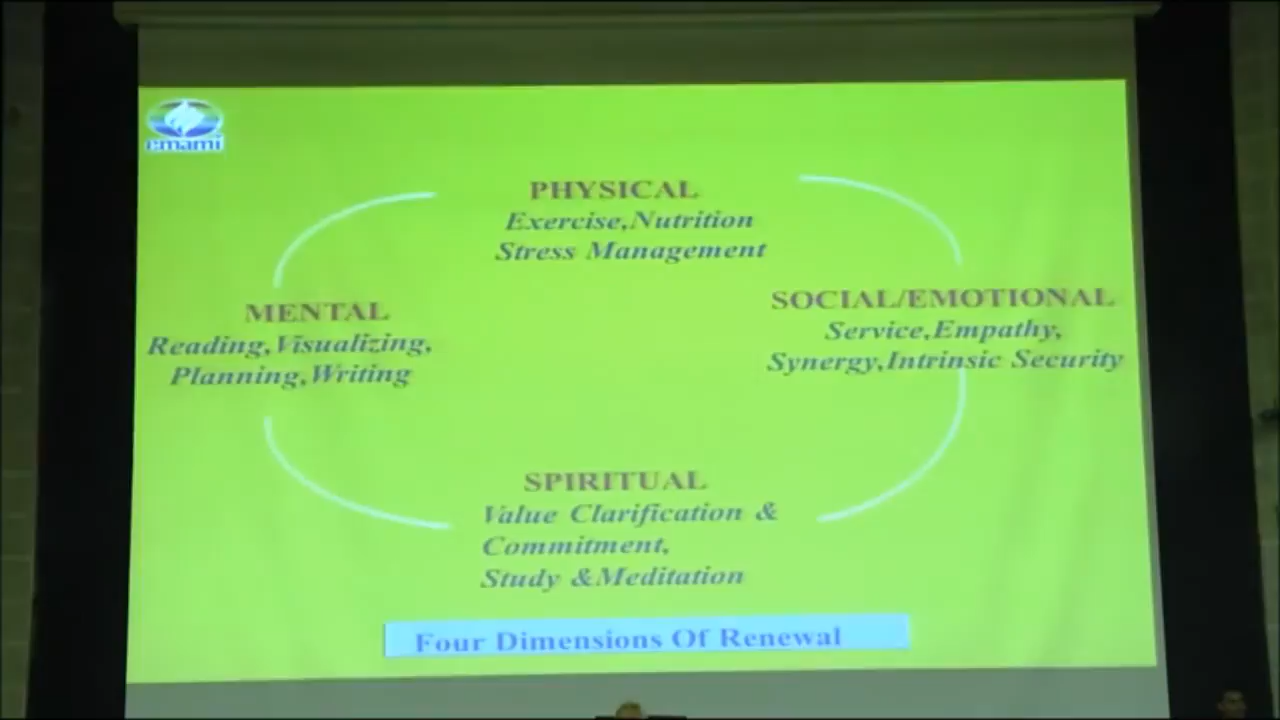 emami
PHYSICAL
Exercise,Nutrition
Stress Management
MENTAL
Reading,Visualizing,
Planning,Writing
SOCIAL/EMOTIONAL
Service,Empathy,
Synergy,Intrinsic Security
SPIRITUAL
Value Clarification &
Commitment,
Study &Meditation
Four Dimensions Of Renewal